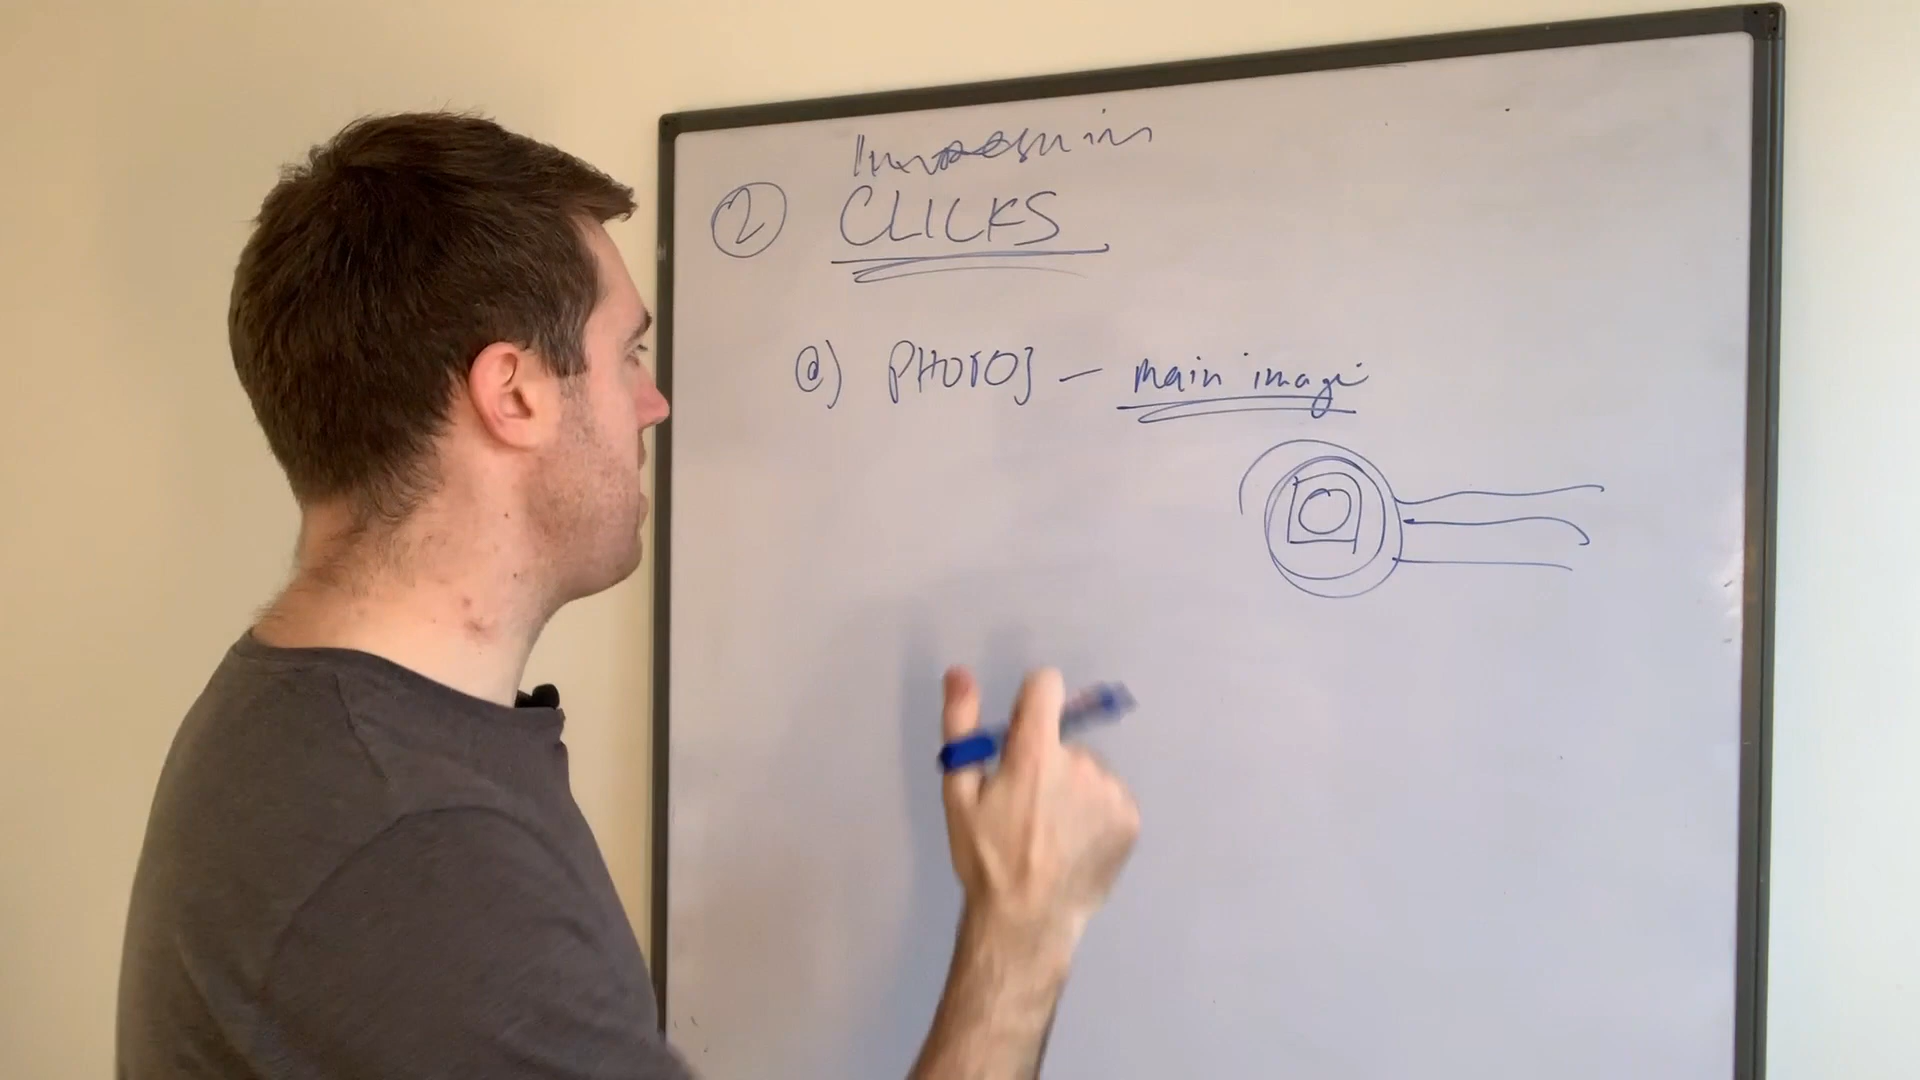 ② CLICKS
a) PHOTOS — main image